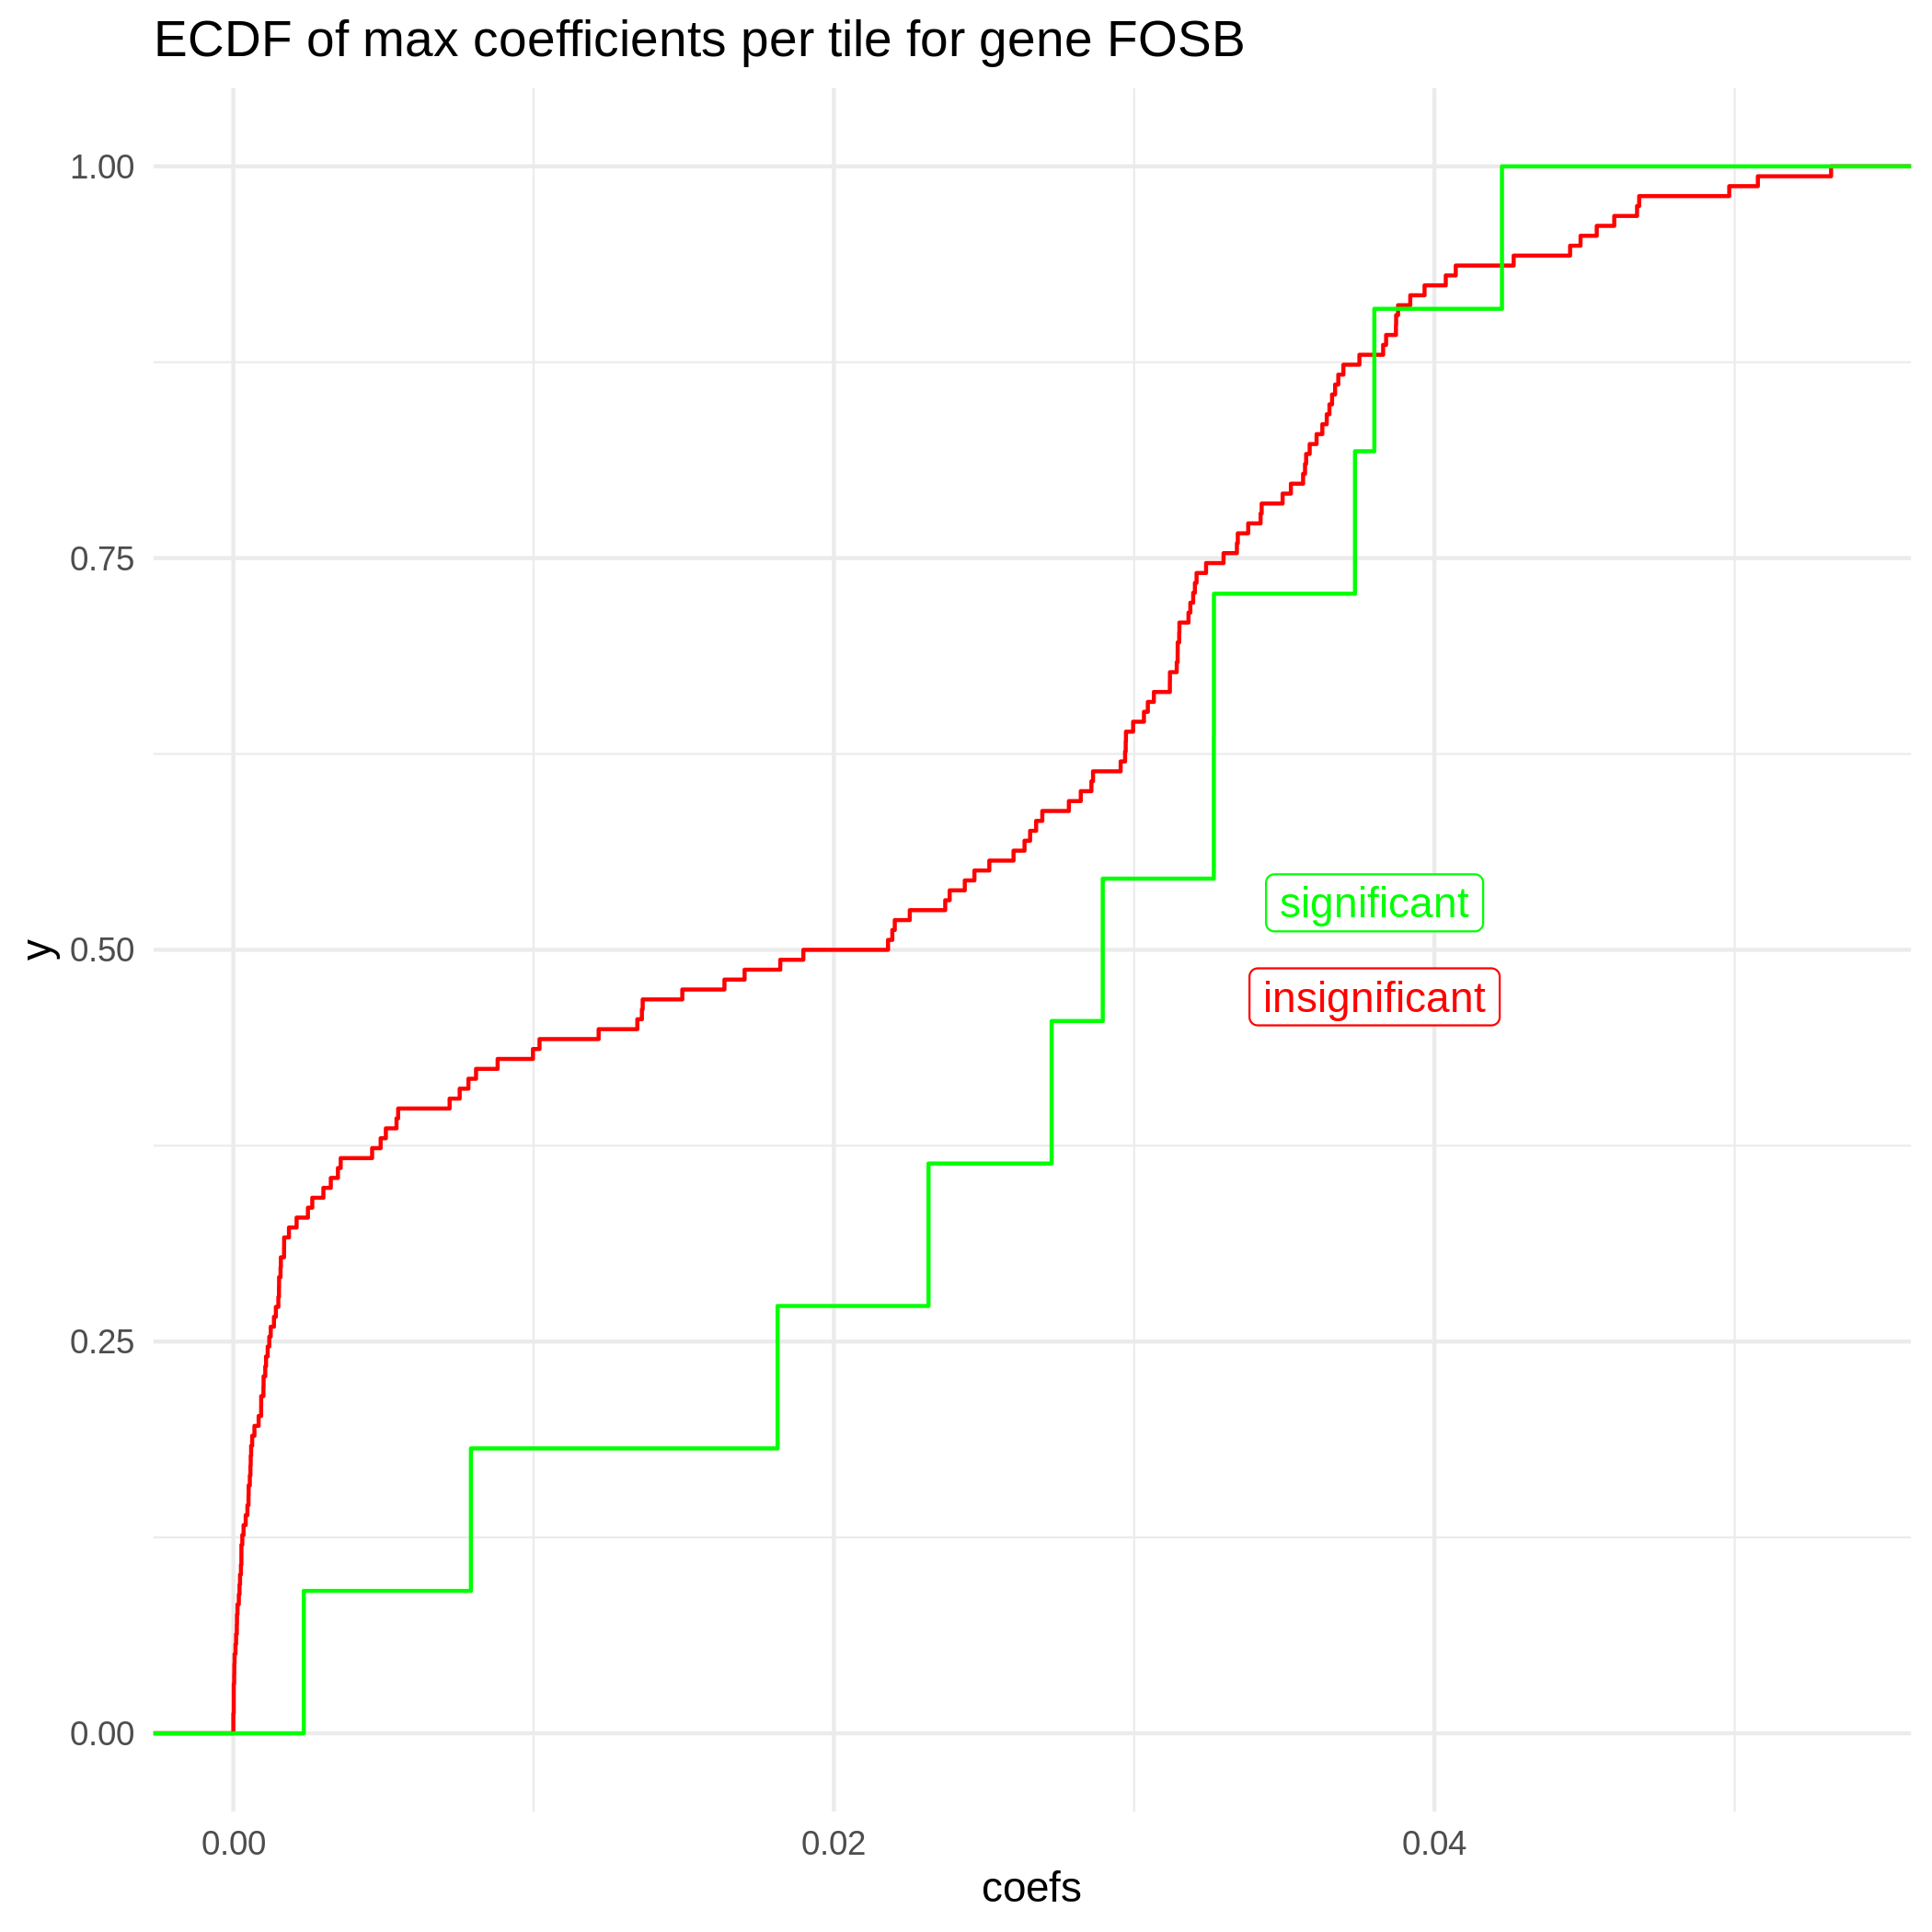 ECDF of max coefficients per tile for gene FOSB
1.00
0.75
0.50
0.25
0.00
y
significant
insignificant
0.00 0.02 0.04
coefs